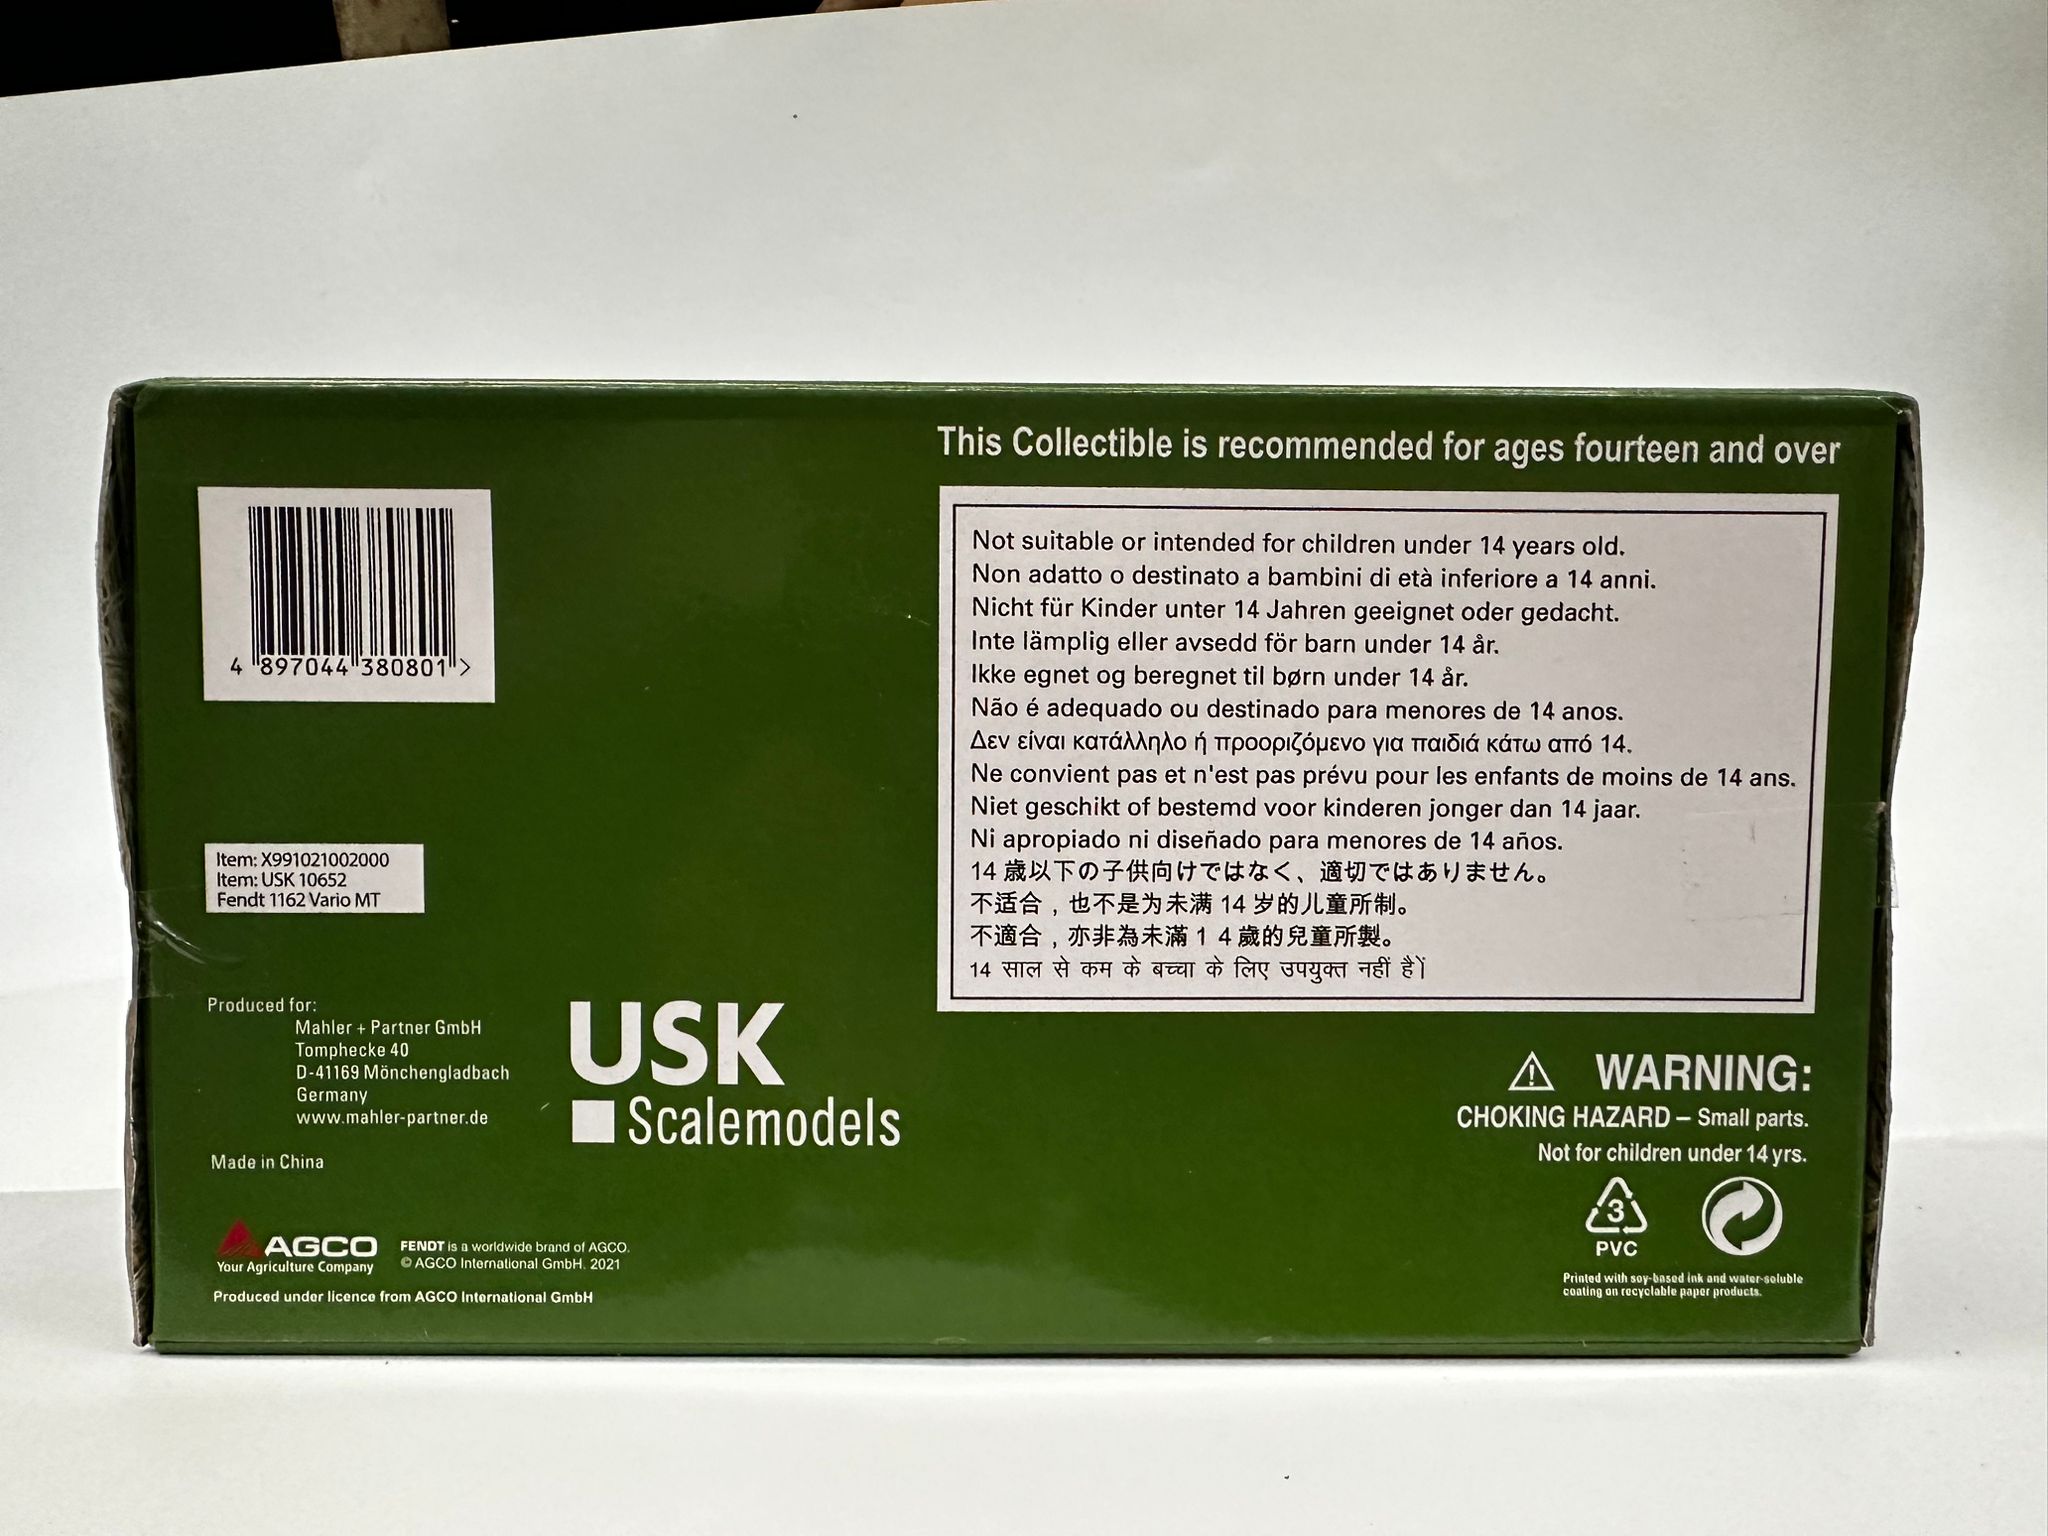 This Collectible is recommended for ages fourteen and over
4 897044 380801 >
Not suitable or intended for children under 14 years old.
Non adatto o destinato a bambini di età inferiore a 14 anni.
Nicht für Kinder unter 14 Jahren geeignet oder gedacht.
Inte lämplig eller avsedd för barn under 14 år.
Ikke egnet og beregnet til børn under 14 år.
Não é adequado ou destinado para menores de 14 anos.
Δεν είναι κατάλληλο ή προοριζόμενο για παιδιά κάτω από 14.
Ne convient pas et n'est pas prévu pour les enfants de moins de 14 ans.
Niet geschikt of bestemd voor kinderen jonger dan 14 jaar.
Ni apropiado ni diseñado para menores de 14 años.
14 歳以下の子供向けではなく、適切ではありません。
不适合，也不是为未满 14 岁的儿童所制。
不適合，亦非為未滿 1 4 歲的兒童所製。
14 साल से कम के बच्चा के लिए उपयुक्त नहीं है।
Item: X991021002000
Item: USK 10652
Fendt 1162 Vario MT
Produced for:
Mahler + Partner GmbH
Tomphecke 40
D-41169 Mönchengladbach
Germany
www.mahler-partner.de
Made in China
USK
Scalemodels
AGCO
Your Agriculture Company
FENDT is a worldwide brand of AGCO.
© AGCO International GmbH. 2021
Produced under licence from AGCO International GmbH
WARNING:
CHOKING HAZARD – Small parts.
Not for children under 14 yrs.
3
PVC
Printed with soy-based ink and water-soluble
coating on recyclable paper products.